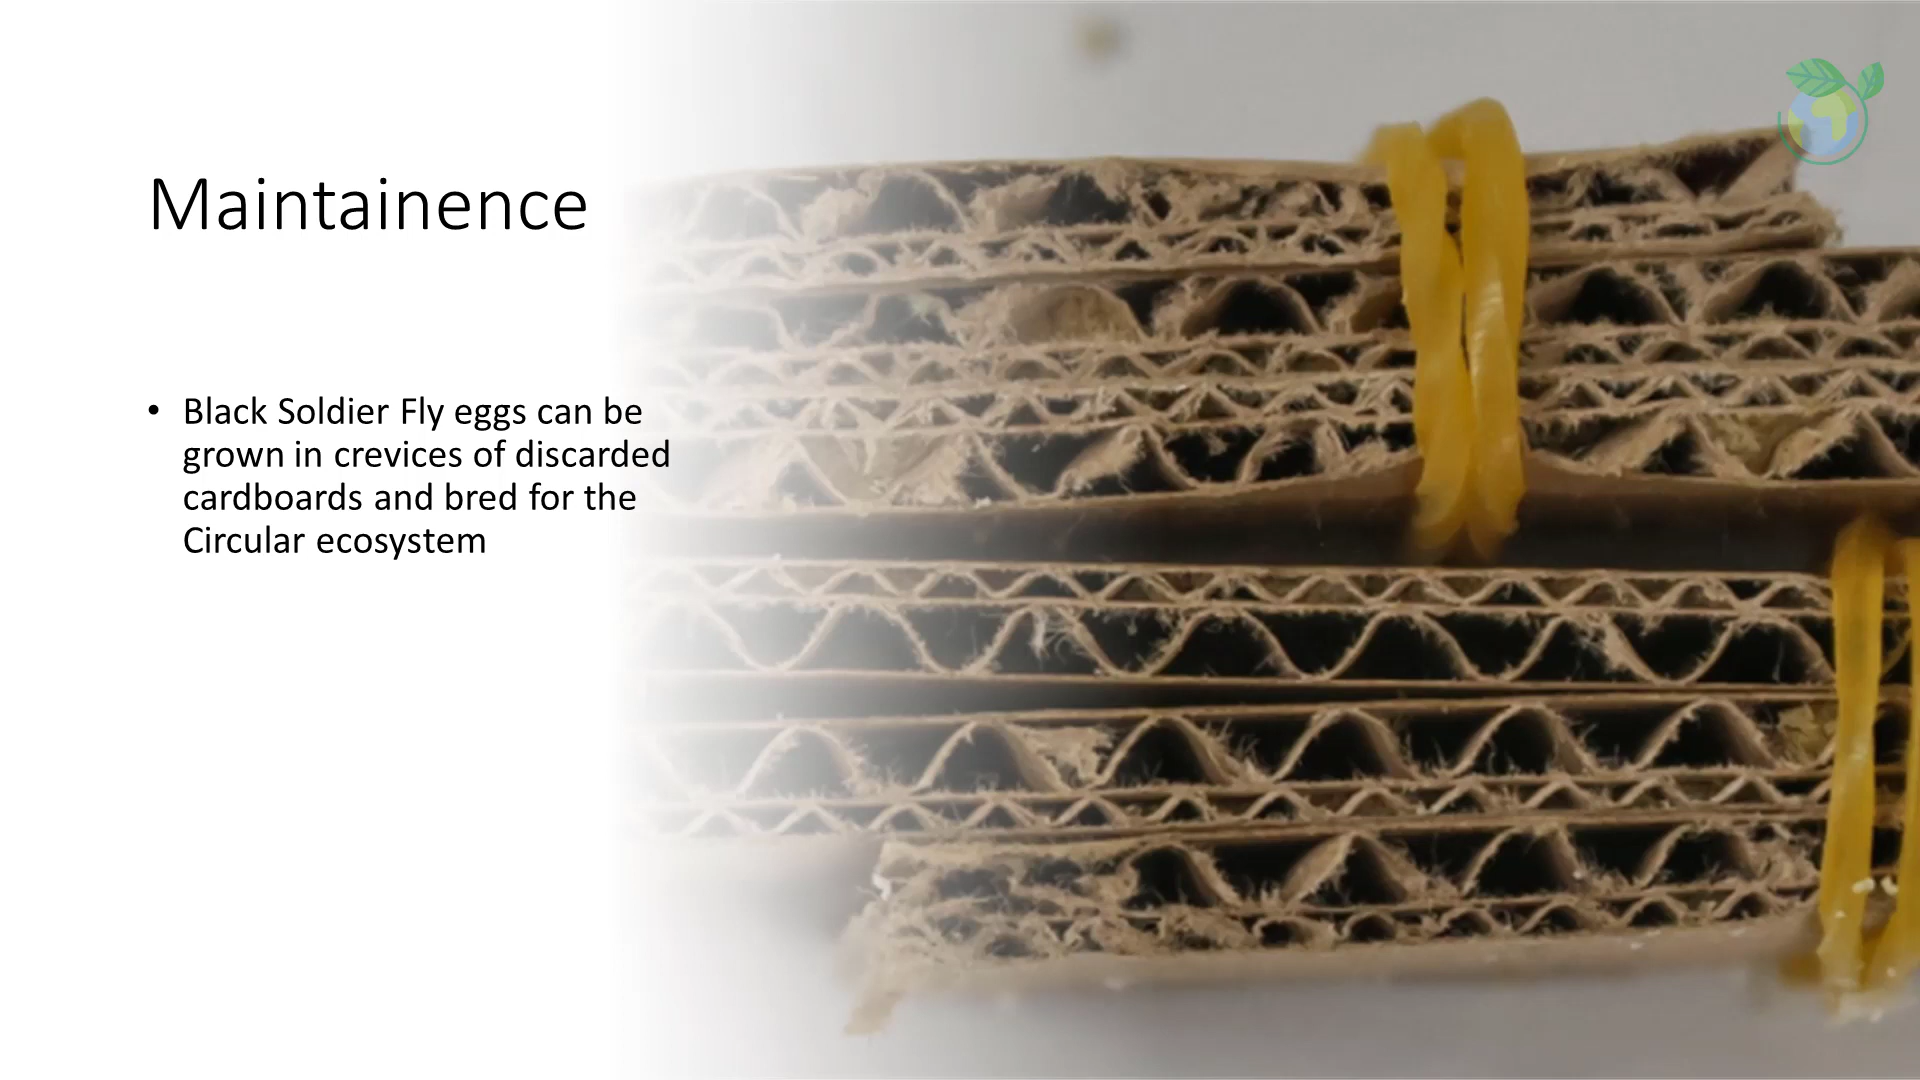 Maintainence
• Black Soldier Fly eggs can be
grown in crevices of discarded
cardboards and bred for the
Circular ecosystem